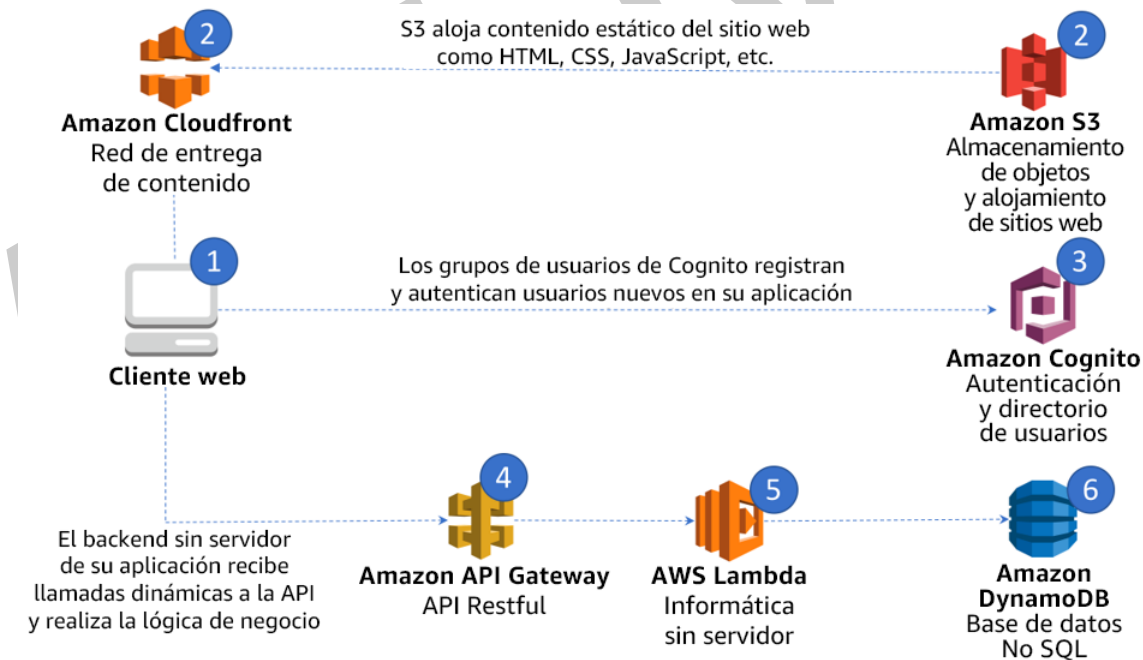 2
S3 aloja contenido estático del sitio web
como HTML, CSS, JavaScript, etc.
2
Amazon Cloudfront
Red de entrega
de contenido
Amazon S3
Almacenamiento
de objetos
y alojamiento
de sitios web
1
Los grupos de usuarios de Cognito registran
y autentican usuarios nuevos en su aplicación
3
Cliente web
Amazon Cognito
Autenticación
y directorio
de usuarios
El backend sin servidor
de su aplicación recibe
llamadas dinámicas a la API
y realiza la lógica de negocio
4
Amazon API Gateway
API Restful
5
AWS Lambda
Informática
sin servidor
6
Amazon
DynamoDB
Base de datos
No SQL